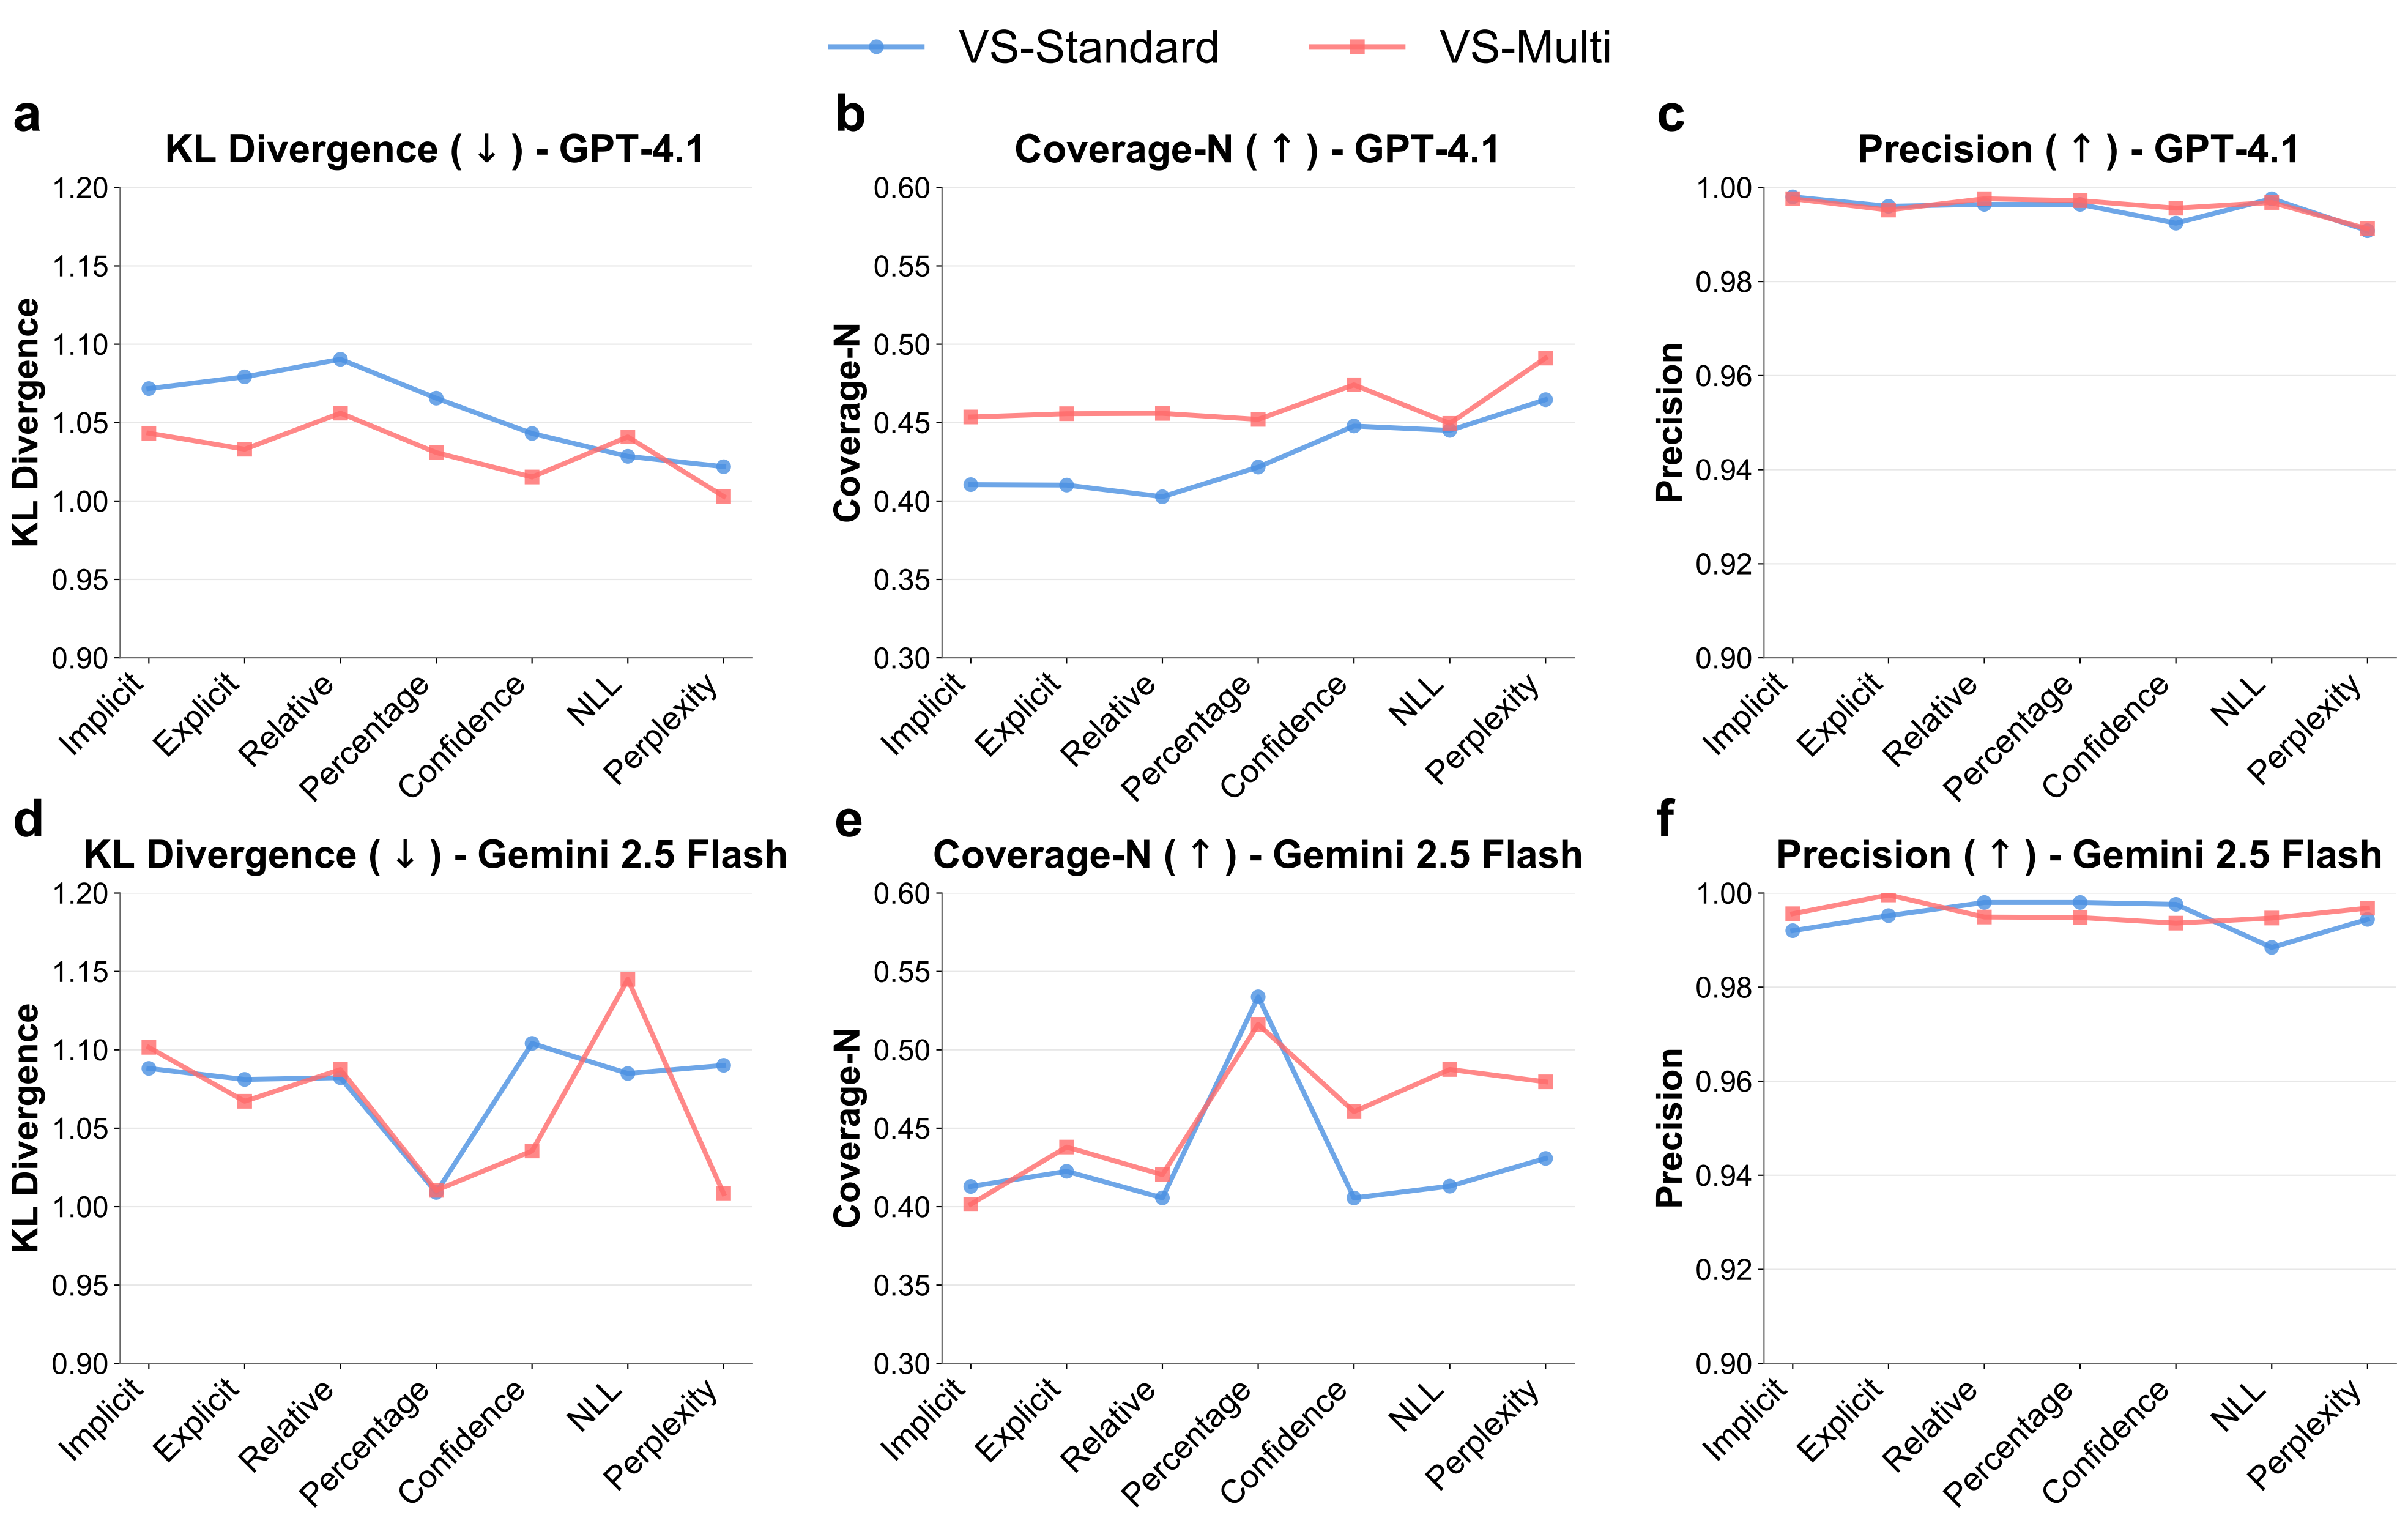 VS-Standard VS-Multi
a
KL Divergence ( ↓ ) - GPT-4.1
KL Divergence
1.20
1.15
1.10
1.05
1.00
0.95
0.90
Implicit
Explicit
Relative
Percentage
Confidence
NLL
Perplexity
b
Coverage-N ( ↑ ) - GPT-4.1
Coverage-N
0.60
0.55
0.50
0.45
0.40
0.35
0.30
Implicit
Explicit
Relative
Percentage
Confidence
NLL
Perplexity
c
Precision ( ↑ ) - GPT-4.1
Precision
1.00
0.98
0.96
0.94
0.92
0.90
Implicit
Explicit
Relative
Percentage
Confidence
NLL
Perplexity
d
KL Divergence ( ↓ ) - Gemini 2.5 Flash
KL Divergence
1.20
1.15
1.10
1.05
1.00
0.95
0.90
Implicit
Explicit
Relative
Percentage
Confidence
NLL
Perplexity
e
Coverage-N ( ↑ ) - Gemini 2.5 Flash
Coverage-N
0.60
0.55
0.50
0.45
0.40
0.35
0.30
Implicit
Explicit
Relative
Percentage
Confidence
NLL
Perplexity
f
Precision ( ↑ ) - Gemini 2.5 Flash
Precision
1.00
0.98
0.96
0.94
0.92
0.90
Implicit
Explicit
Relative
Percentage
Confidence
NLL
Perplexity